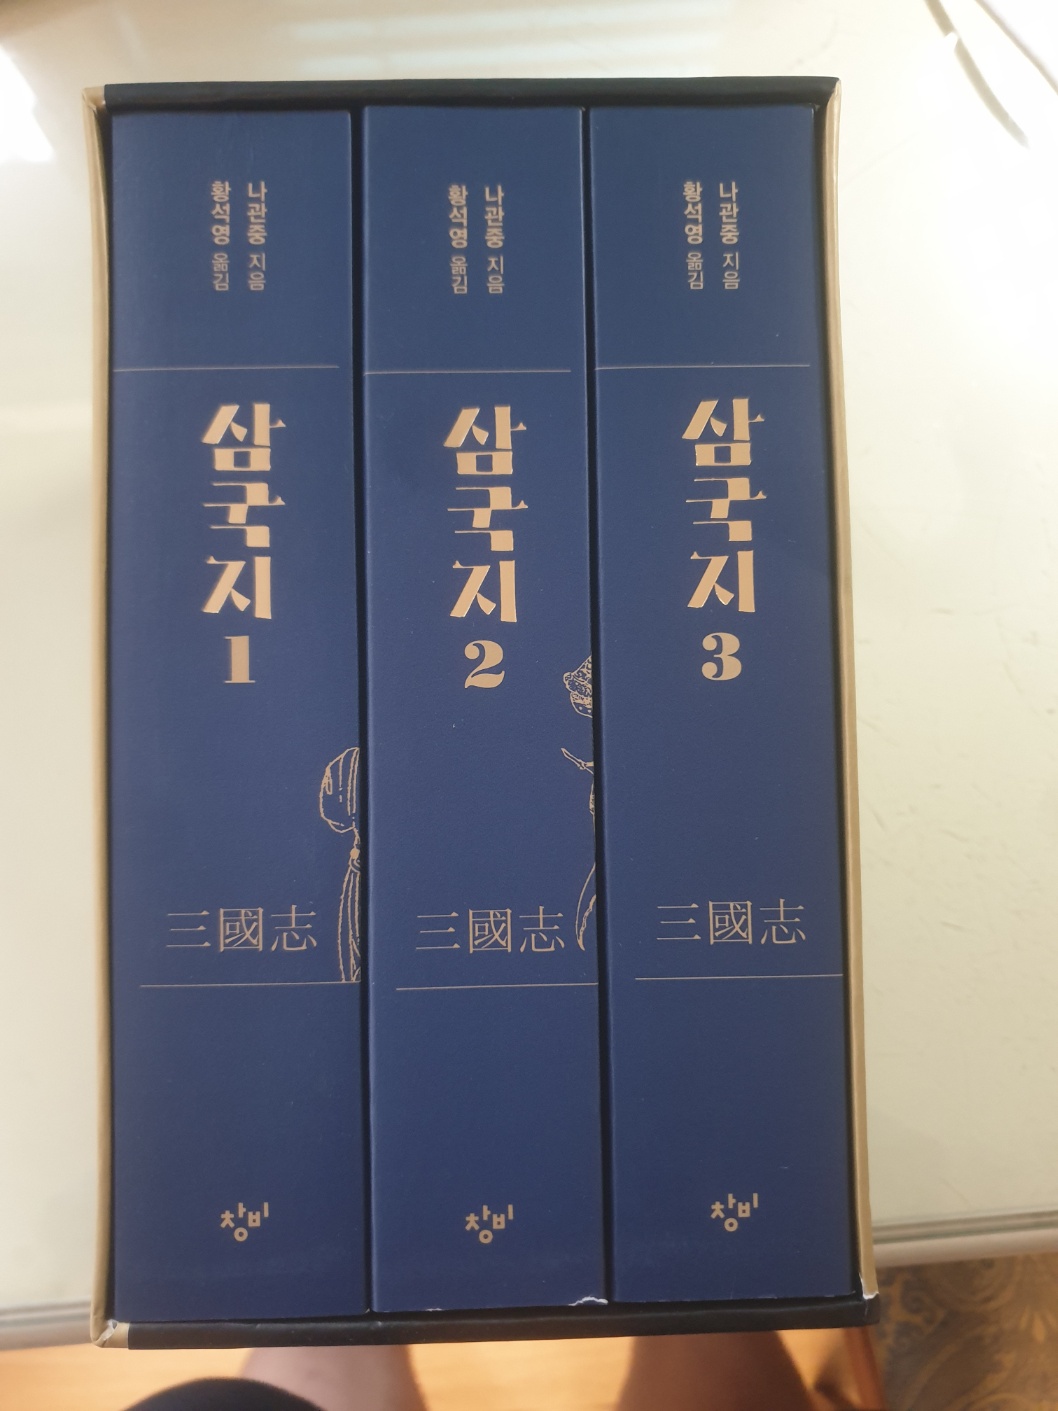 나관중 지음
황석영 옮김
삼국지
1
三國志
창비
나관중 지음
황석영 옮김
삼국지
2
三國志
창비
나관중 지음
황석영 옮김
삼국지
3
三國志
창비